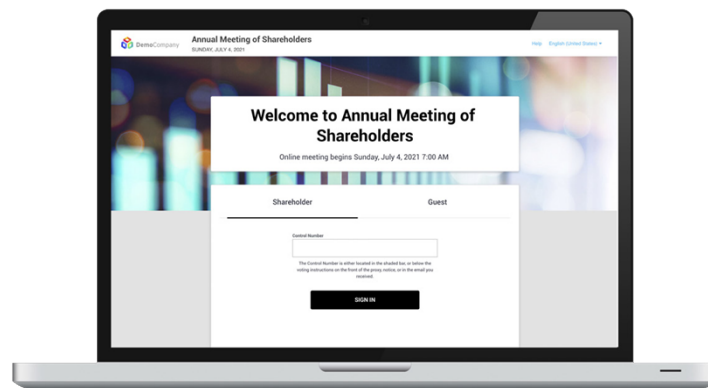 DemoCompany
Annual Meeting of Shareholders
SUNDAY, JULY 4, 2021
Help English (United States)
Welcome to Annual Meeting of
Shareholders
Online meeting begins Sunday, July 4, 2021 7:00 AM
Shareholder Guest
Control Number
The Control Number is either located in the shaded bar, or below the
voting instructions on the front of the proxy, notice, or in the email you
received.
SIGN IN